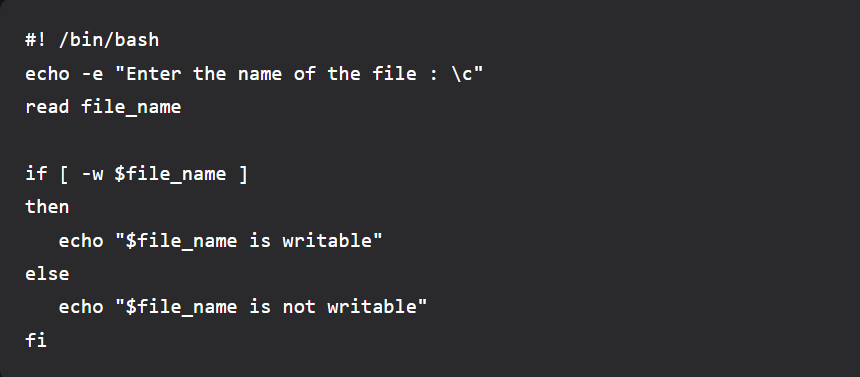 #! /bin/bash
echo -e "Enter the name of the file : \c"
read file_name

if [ -w $file_name ]
then
   echo "$file_name is writable"
else
   echo "$file_name is not writable"
fi